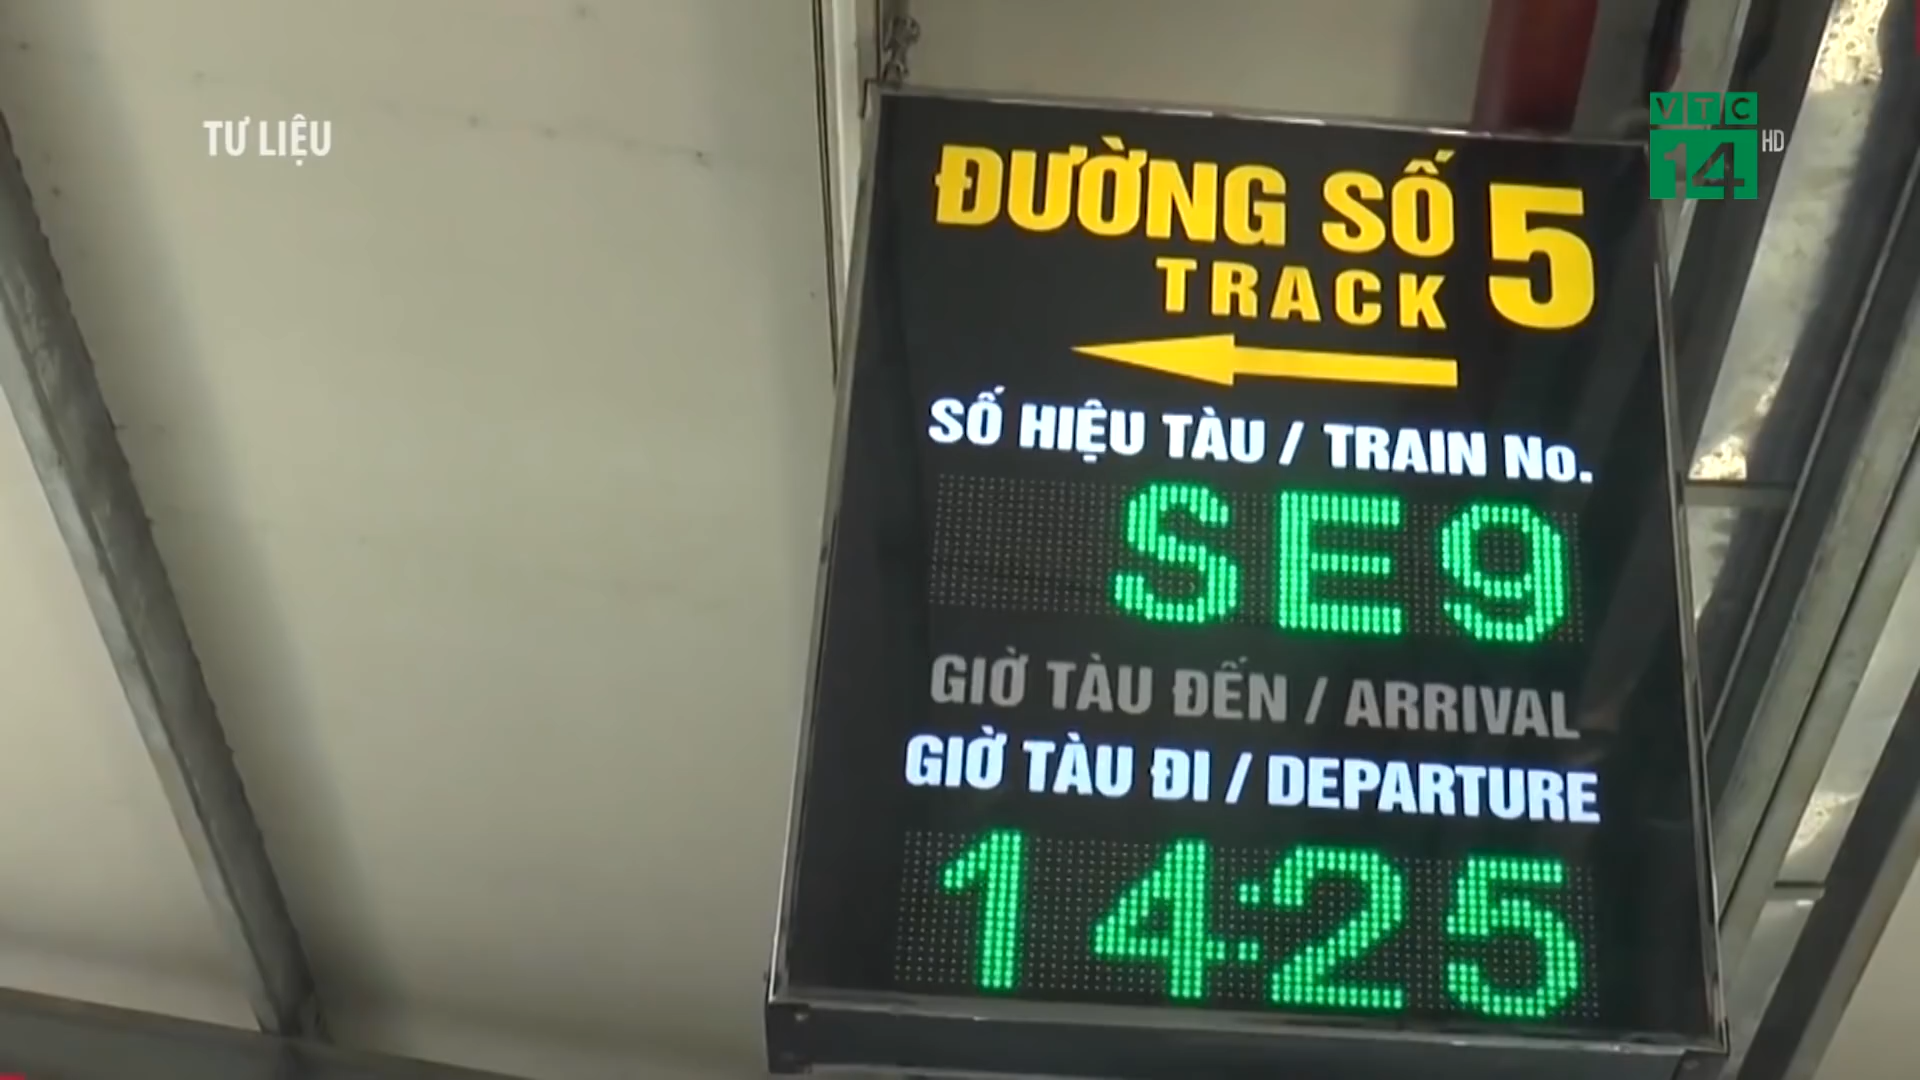 TƯ LIỆU
VTC
14 HD
ĐƯỜNG SỐ 5
TRACK
SỐ HIỆU TÀU / TRAIN No.
SE9
GIỜ TÀU ĐẾN / ARRIVAL
GIỜ TÀU ĐI / DEPARTURE
14:25